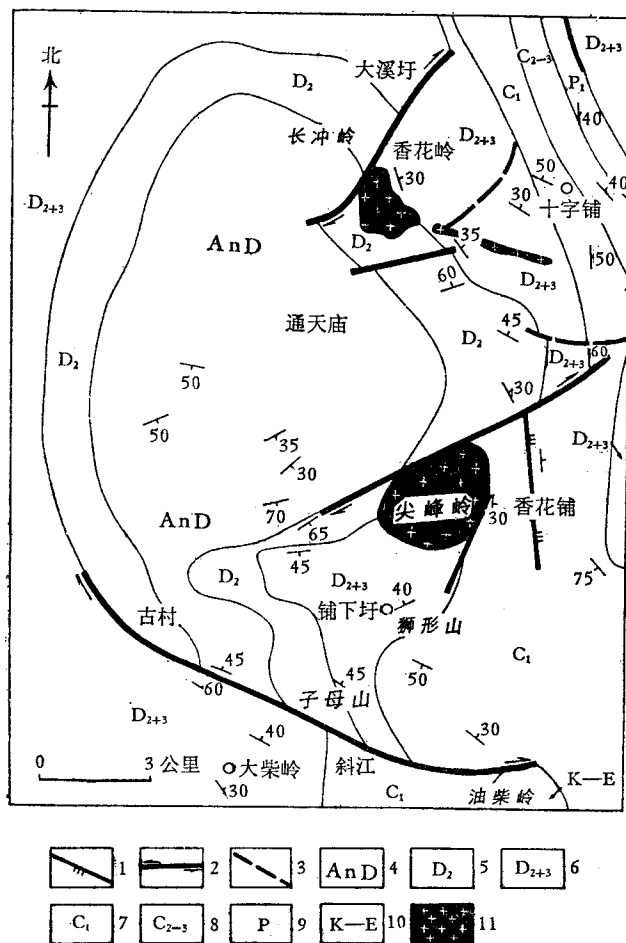 北
D₂
大溪圩
C₁
C₂₋₃
P₁
D₂₊₃
40
长冲岭
D₂₊₃
香花岭
30
50
30
十字铺
40
D₂₊₃
AnD
D₂
35
60
D₂₊₃
50
通天庙
D₂
45
D₂₊₃
60
D₂
50
50
30
D₂₊₃
35
30
AnD
70
尖峰岭
香花铺
30
65
45
D₂
D₂₊₃
40
75
铺下圩
狮形山
古村
C₁
45
60
45
50
子母山
D₂₊₃
40
30
0 3 公里
大柴岭
斜江
K—E
30
C₁
油柴岭
1 2 3 AnD 4 D₂ 5 D₂₊₃ 6
C₁ 7 C₂₋₃ 8 P 9 K—E 10 11